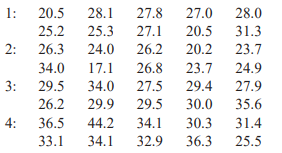 1: 20.5 28.1 27.8 27.0 28.0
25.2 25.3 27.1 20.5 31.3
2: 26.3 24.0 26.2 20.2 23.7
34.0 17.1 26.8 23.7 24.9
3: 29.5 34.0 27.5 29.4 27.9
26.2 29.9 29.5 30.0 35.6
4: 36.5 44.2 34.1 30.3 31.4
33.1 34.1 32.9 36.3 25.5